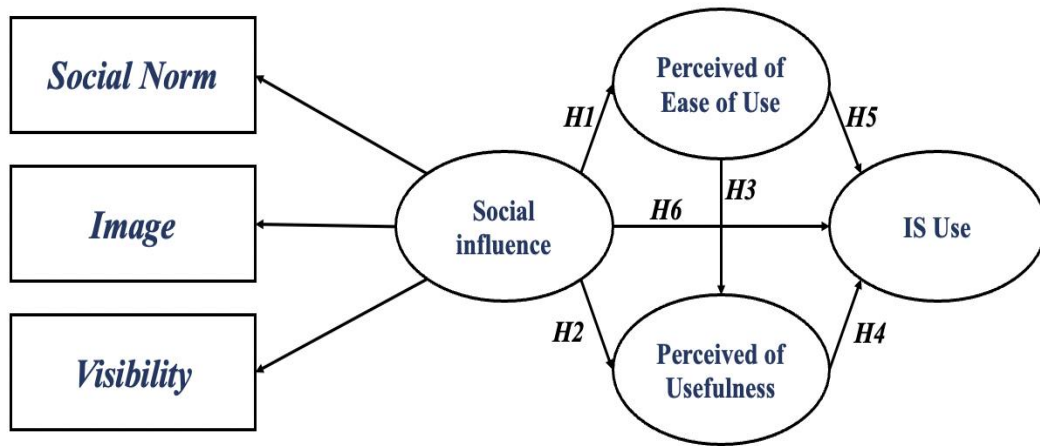 Social Norm
Image
Visibility
Social
influence
H1
H2
Perceived of
Ease of Use
H3
H6
Perceived of
Usefulness
H5
H4
IS Use